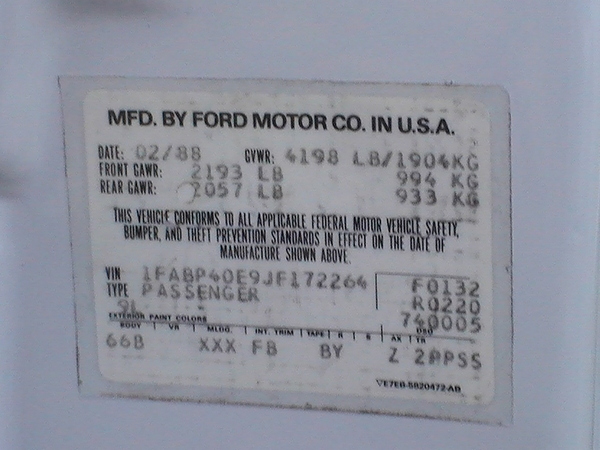 MFD. BY FORD MOTOR CO. IN U.S.A.
DATE: 02/88 GVWR: 4198 LB/1904KG
FRONT GAWR: 2193 LB 994 KG
REAR GAWR: 2057 LB 933 KG
THIS VEHICLE CONFORMS TO ALL APPLICABLE FEDERAL MOTOR VEHICLE SAFETY,
BUMPER, AND THEFT PREVENTION STANDARDS IN EFFECT ON THE DATE OF
MANUFACTURE SHOWN ABOVE.
VIN 1FABP40E9JF172264 F0132
TYPE PASSENGER R0220
9L 740005
EXTERIOR PAINT COLORS DSO
BODY VR MLDG. INT. TRIM TAPE R S AX TR
66B XXX FB BY Z 2PPSS
VE7EB-5820472-AB